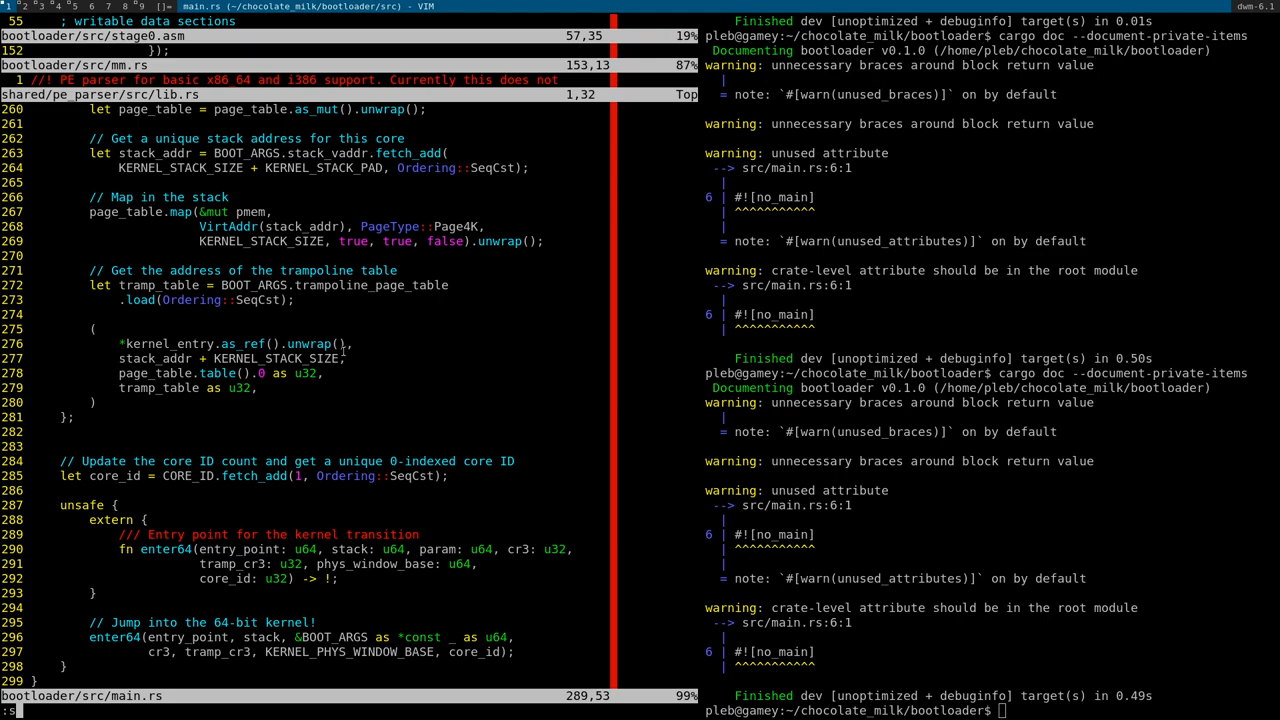 1 2 3 4 5 6 7 8 9 []= main.rs (~/chocolate_milk/bootloader/src) - VIM dwm-6.1
55 ; writable data sections
bootloader/src/stage0.asm 57,35 19%
152 });
bootloader/src/mm.rs 153,13 87%
1 //! PE parser for basic x86_64 and i386 support. Currently this does not
shared/pe_parser/src/lib.rs 1,32 Top
260 let page_table = page_table.as_mut().unwrap();
261
262 // Get a unique stack address for this core
263 let stack_addr = BOOT_ARGS.stack_vaddr.fetch_add(
264 KERNEL_STACK_SIZE + KERNEL_STACK_PAD, Ordering::SeqCst);
265
266 // Map in the stack
267 page_table.map(&mut pmem,
268 VirtAddr(stack_addr), PageType::Page4K,
269 KERNEL_STACK_SIZE, true, true, false).unwrap();
270
271 // Get the address of the trampoline table
272 let tramp_table = BOOT_ARGS.trampoline_page_table
273 .load(Ordering::SeqCst);
274
275 (
276 *kernel_entry.as_ref().unwrap(),
277 stack_addr + KERNEL_STACK_SIZE,
278 page_table.table().0 as u32,
279 tramp_table as u32,
280 )
281 };
282
283
284 // Update the core ID count and get a unique 0-indexed core ID
285 let core_id = CORE_ID.fetch_add(1, Ordering::SeqCst);
286
287 unsafe {
288 extern {
289 /// Entry point for the kernel transition
290 fn enter64(entry_point: u64, stack: u64, param: u64, cr3: u32,
291 tramp_cr3: u32, phys_window_base: u64,
292 core_id: u32) -> !;
293 }
294
295 // Jump into the 64-bit kernel!
296 enter64(entry_point, stack, &BOOT_ARGS as *const _ as u64,
297 cr3, tramp_cr3, KERNEL_PHYS_WINDOW_BASE, core_id);
298 }
299 }
bootloader/src/main.rs 289,53 99%
:s
Finished dev [unoptimized + debuginfo] target(s) in 0.01s
pleb@gamey:~/chocolate_milk/bootloader$ cargo doc --document-private-items
Documenting bootloader v0.1.0 (/home/pleb/chocolate_milk/bootloader)
warning: unnecessary braces around block return value
|
= note: `#[warn(unused_braces)]` on by default

warning: unnecessary braces around block return value

warning: unused attribute
--> src/main.rs:6:1
|
6 | #![no_main]
| ^^^^^^^^^^^
|
= note: `#[warn(unused_attributes)]` on by default

warning: crate-level attribute should be in the root module
--> src/main.rs:6:1
|
6 | #![no_main]
| ^^^^^^^^^^^

Finished dev [unoptimized + debuginfo] target(s) in 0.50s
pleb@gamey:~/chocolate_milk/bootloader$ cargo doc --document-private-items
Documenting bootloader v0.1.0 (/home/pleb/chocolate_milk/bootloader)
warning: unnecessary braces around block return value
|
= note: `#[warn(unused_braces)]` on by default

warning: unnecessary braces around block return value

warning: unused attribute
--> src/main.rs:6:1
|
6 | #![no_main]
| ^^^^^^^^^^^
|
= note: `#[warn(unused_attributes)]` on by default

warning: crate-level attribute should be in the root module
--> src/main.rs:6:1
|
6 | #![no_main]
| ^^^^^^^^^^^

Finished dev [unoptimized + debuginfo] target(s) in 0.49s
pleb@gamey:~/chocolate_milk/bootloader$